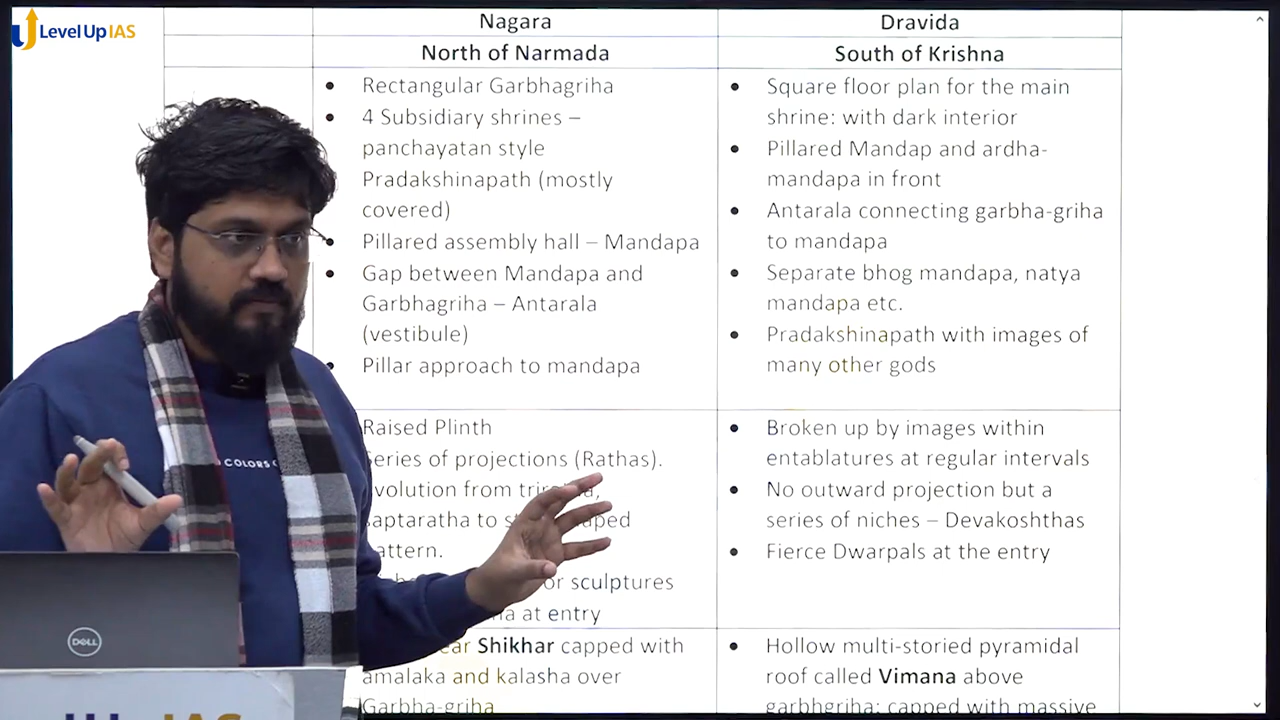 Level Up IAS
Nagara
Dravida
North of Narmada
South of Krishna
Rectangular Garbhagriha
4 Subsidiary shrines –
panchayatan style
Pradakshinapath (mostly
covered)
Pillared assembly hall – Mandapa
Gap between Mandapa and
Garbhagriha – Antarala
(vestibule)
Pillar approach to mandapa
Square floor plan for the main
shrine: with dark interior
Pillared Mandap and ardha-
mandapa in front
Antarala connecting garbha-griha
to mandapa
Separate bhog mandapa, natya
mandapa etc.
Pradakshinapath with images of
many other gods
Raised Plinth
Series of projections (Rathas).
from
saptaratha to
pattern.
or sculptures
at entry
Broken up by images within
entablatures at regular intervals
No outward projection but a
series of niches – Devakoshthas
Fierce Dwarpals at the entry
Shikhar capped with
amalaka and kalasha over
Garbha-griha
Hollow multi-storied pyramidal
roof called Vimana above
garbhgriha; capped with massive
COLORS
DELL